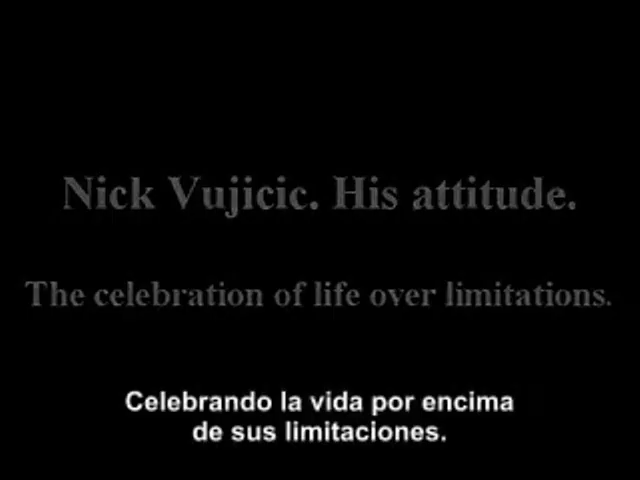 Nick Vujicic. His attitude.
The celebration of life over limitations.
Celebrando la vida por encima
de sus limitaciones.